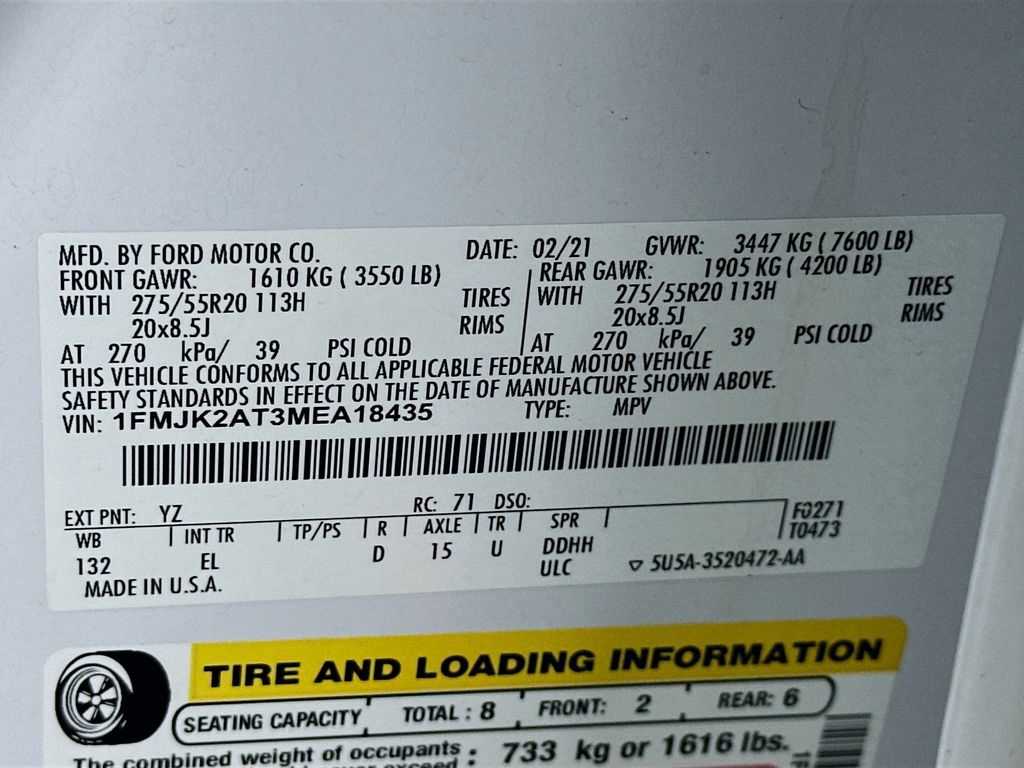 MFD. BY FORD MOTOR CO. DATE: 02/21 GVWR: 3447 KG ( 7600 LB)
FRONT GAWR: 1610 KG ( 3550 LB) REAR GAWR: 1905 KG ( 4200 LB)
WITH 275/55R20 113H TIRES WITH 275/55R20 113H TIRES
20x8.5J RIMS 20x8.5J RIMS
AT 270 kPa/ 39 PSI COLD AT 270 kPa/ 39 PSI COLD
THIS VEHICLE CONFORMS TO ALL APPLICABLE FEDERAL MOTOR VEHICLE
SAFETY STANDARDS IN EFFECT ON THE DATE OF MANUFACTURE SHOWN ABOVE.
VIN: 1FMJK2AT3MEA18435 TYPE: MPV
EXT PNT: YZ RC: 71 DSO: F0271
WB INT TR TP/PS R AXLE TR SPR T0473
132 EL D 15 U DDHH
ULC 5U5A-3520472-AA
MADE IN U.S.A.
TIRE AND LOADING INFORMATION
SEATING CAPACITY TOTAL : 8 FRONT: 2 REAR: 6
The combined weight of occupants : 733 kg or 1616 lbs.